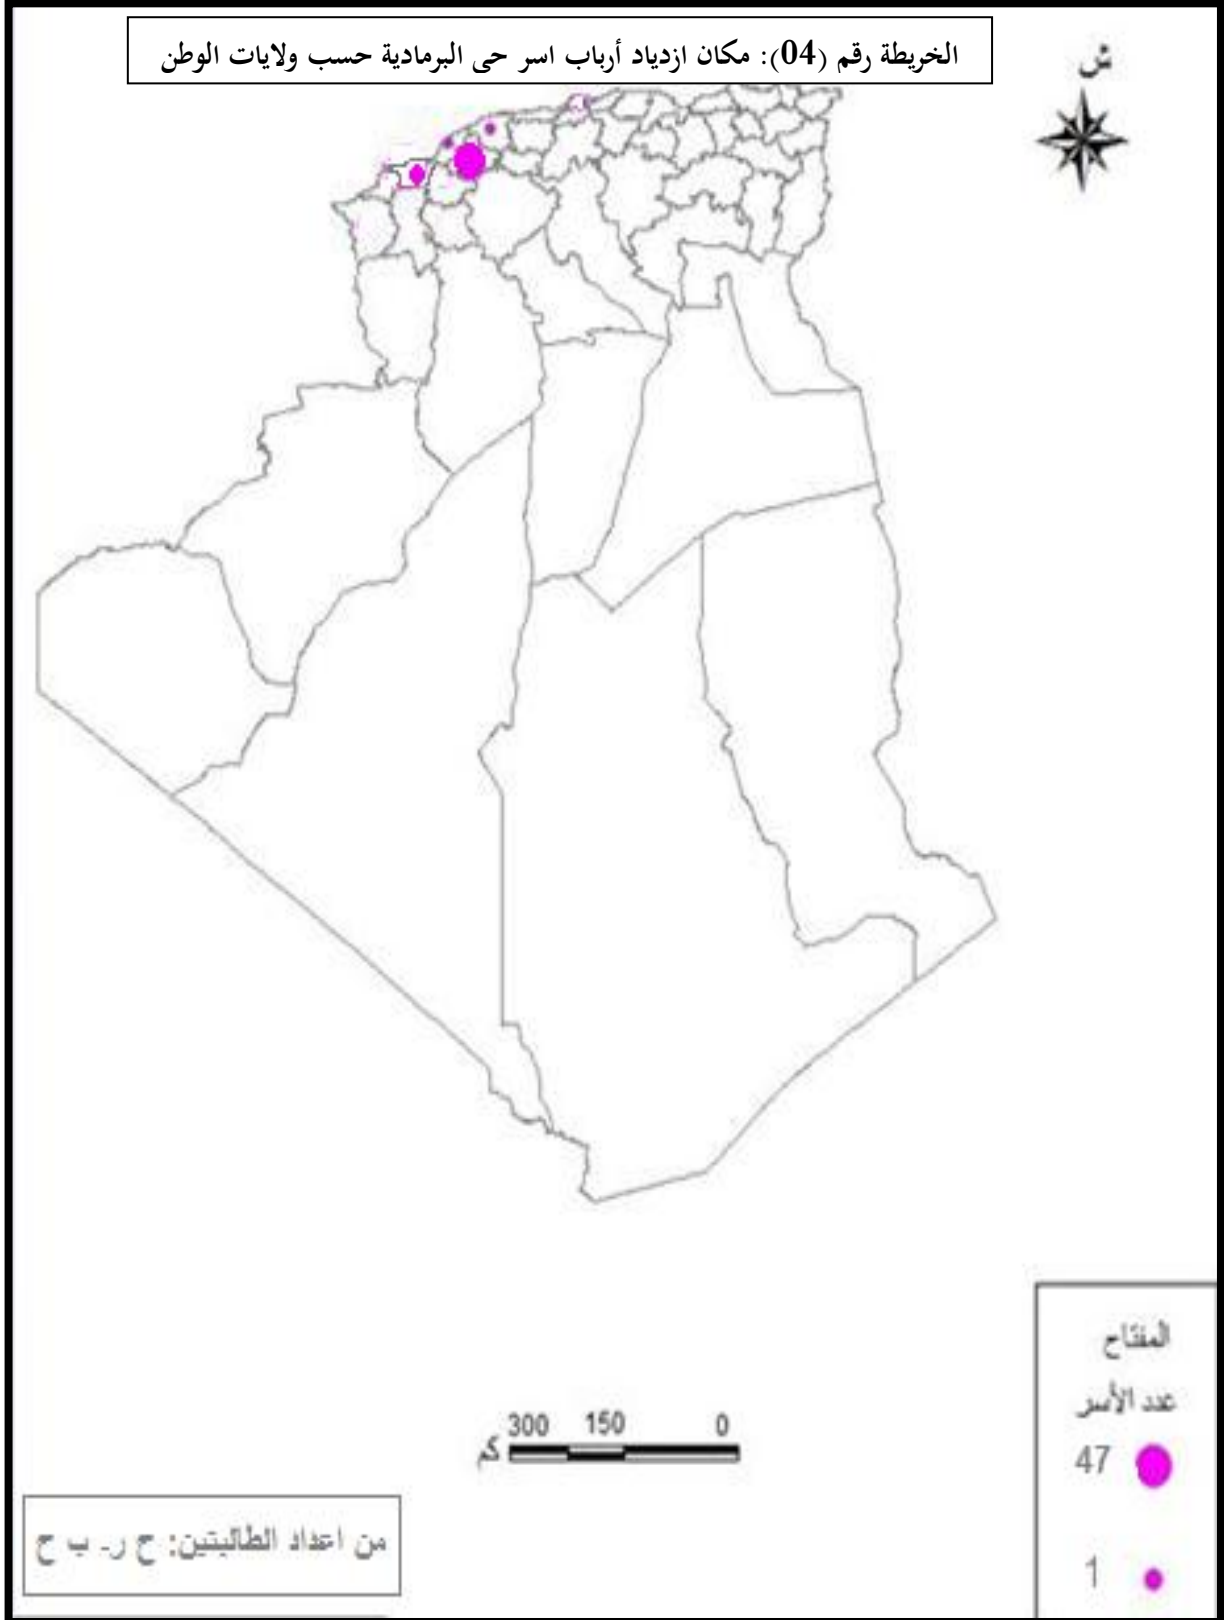 الخريطة رقم (04): مكان ازدياد أرباب اسر حى البرمادية حسب ولايات الوطن
ش
المفتاح
عدد الأسر
47
1
300 150 0
كم
من اعداد الطالبتين: ح ر- ب ح